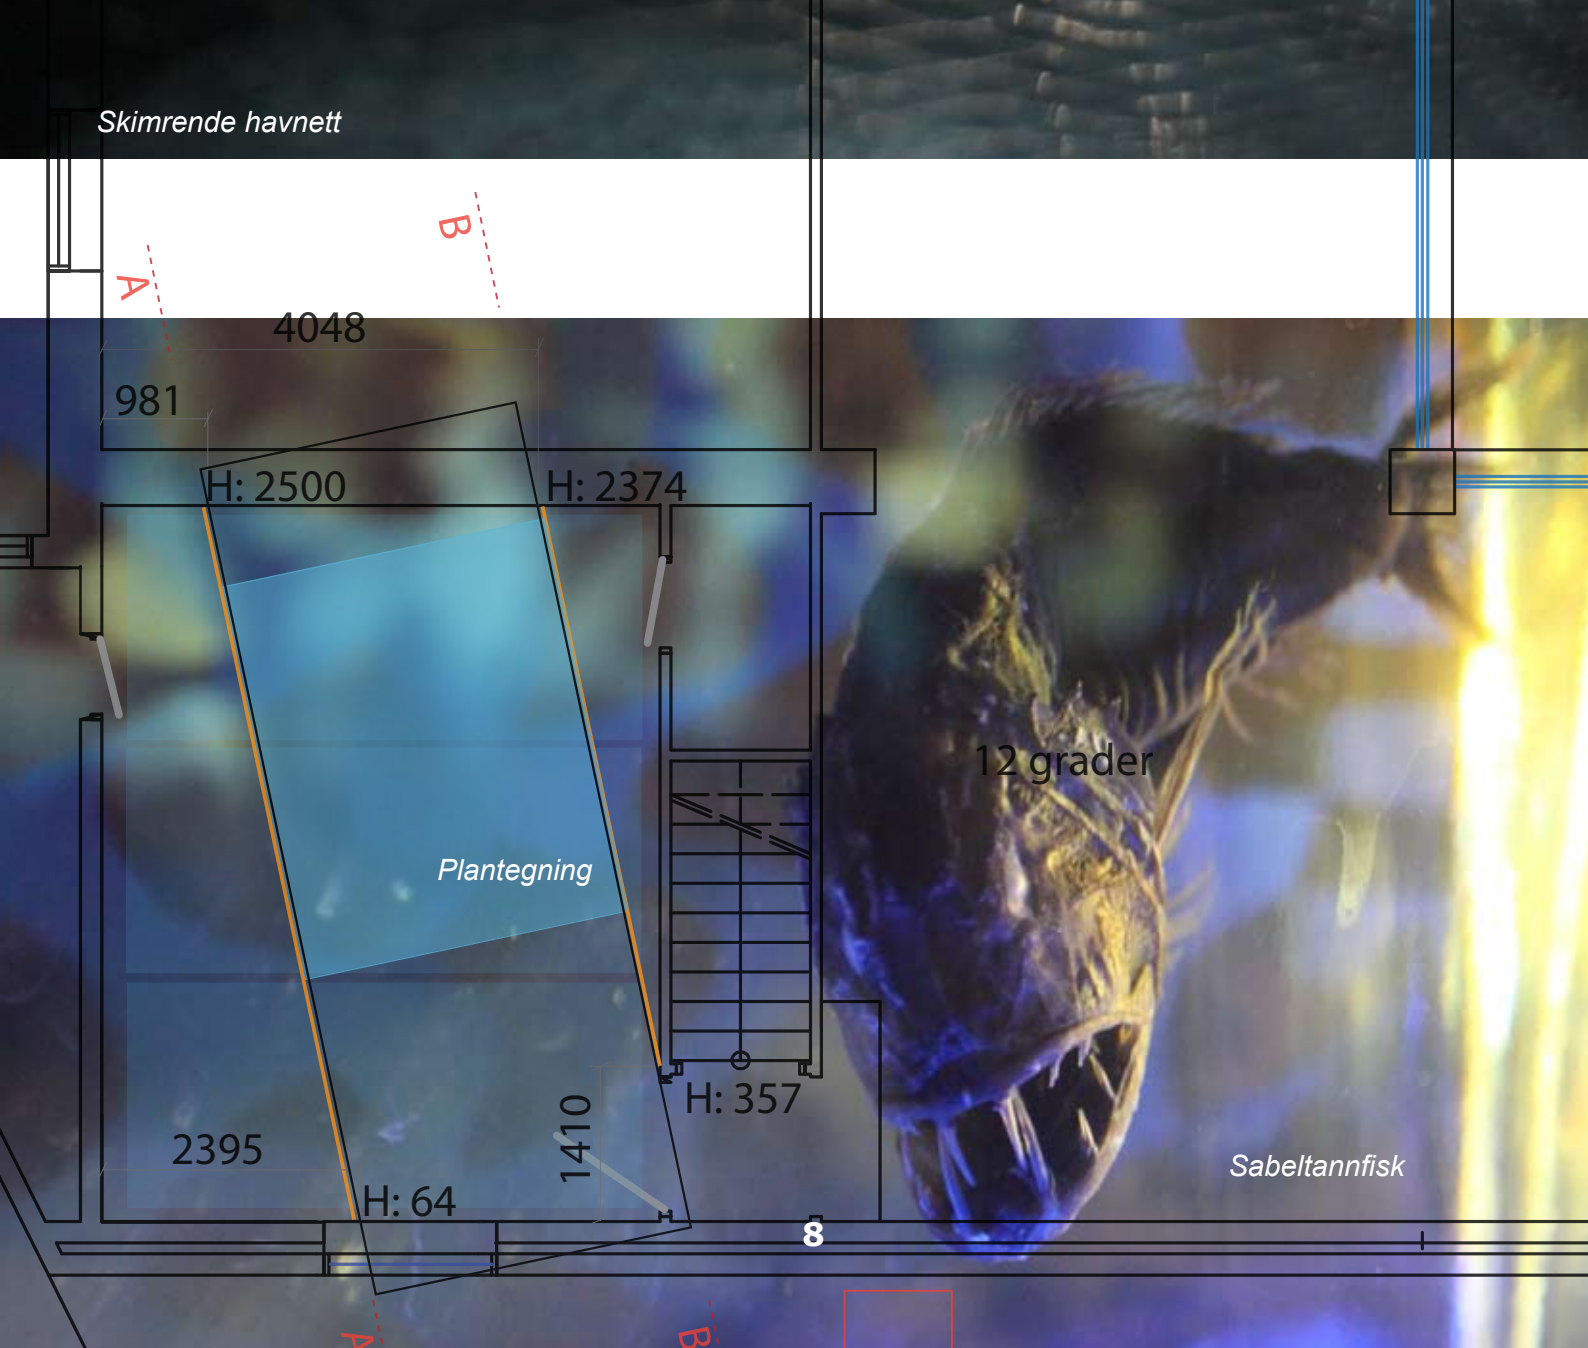 Skimrende havnett
B
A
4048
981
H: 2500
H: 2374
12 grader
Plantegning
H: 357
1410
2395
Sabeltannfisk
H: 64
8
A
B